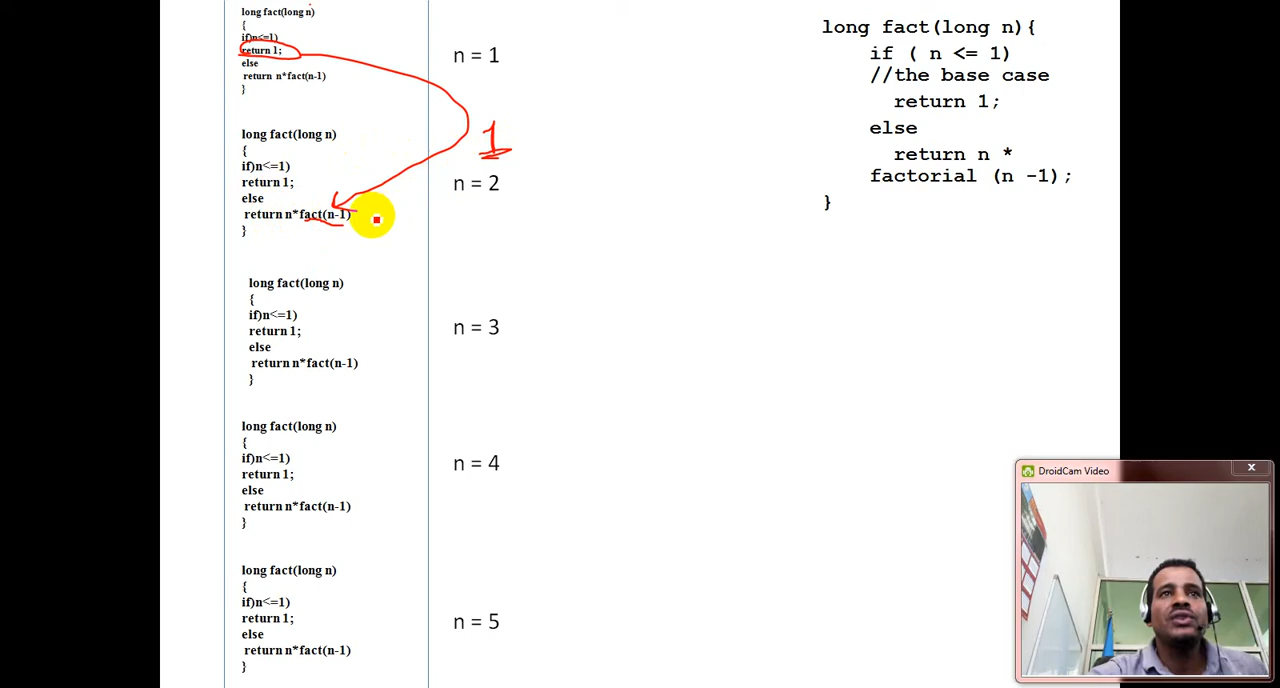 long fact(long n)
{
if)n<=1)
return 1;
else
return n*fact(n-1)
}
n = 1
1
long fact(long n)
{
if)n<=1)
return 1;
else
return n*fact(n-1)
}
n = 2
long fact(long n)
{
if)n<=1)
return 1;
else
return n*fact(n-1)
}
n = 3
long fact(long n)
{
if)n<=1)
return 1;
else
return n*fact(n-1)
}
n = 4
long fact(long n)
{
if)n<=1)
return 1;
else
return n*fact(n-1)
}
n = 5
long fact(long n){
if ( n <= 1)
//the base case
return 1;
else
return n *
factorial (n -1);
}
DroidCam Video
x